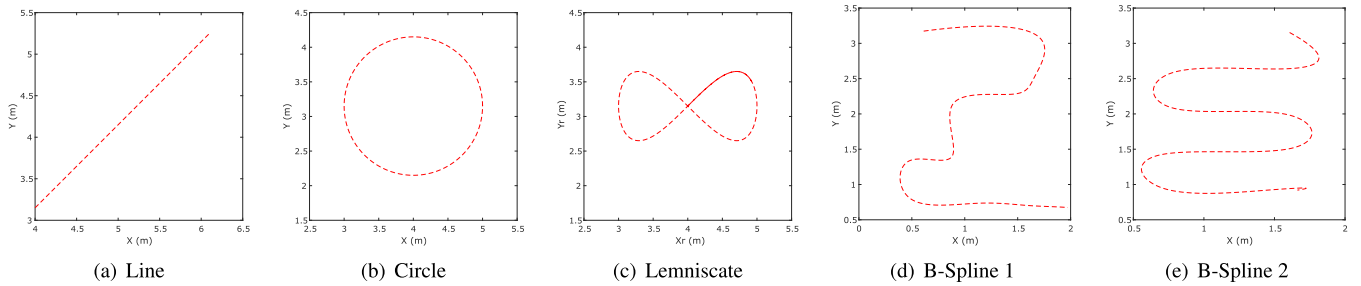 5.5
5
4.5
4
3.5
3
Y (m)
4 4.5 5 5.5 6 6.5
X (m)
(a) Line
4.5
4
3.5
3
2.5
2
1.5
Y (m)
2.5 3 3.5 4 4.5 5 5.5
X (m)
(b) Circle
4.5
4
3.5
3
2.5
2
1.5
Yr (m)
2.5 3 3.5 4 4.5 5 5.5
Xr (m)
(c) Lemniscate
3.5
3
2.5
2
1.5
1
0.5
Y (m)
0 0.5 1 1.5 2
X (m)
(d) B-Spline 1
3.5
3
2.5
2
1.5
1
0.5
Y (m)
0.5 1 1.5 2
X (m)
(e) B-Spline 2